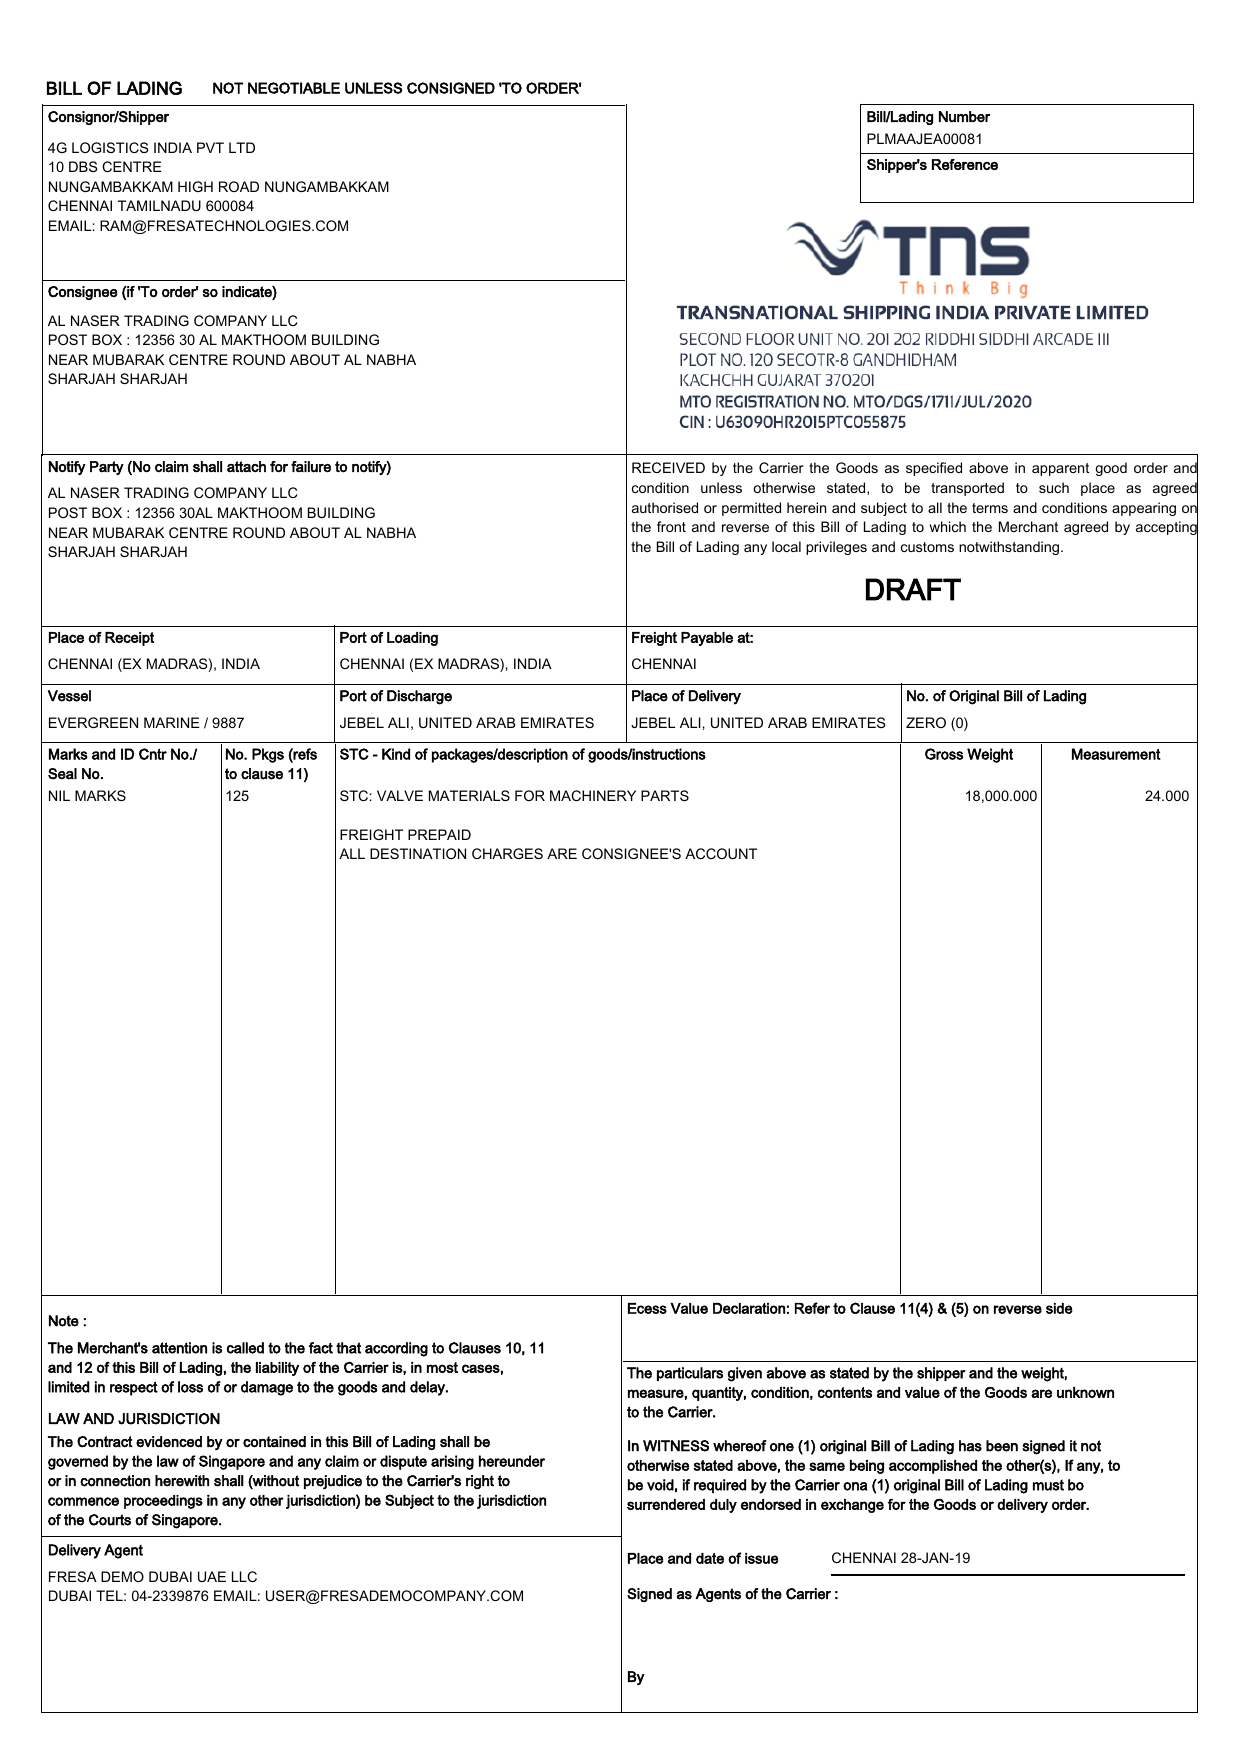 BILL OF LADING NOT NEGOTIABLE UNLESS CONSIGNED 'TO ORDER'
Consignor/Shipper
4G LOGISTICS INDIA PVT LTD
10 DBS CENTRE
NUNGAMBAKKAM HIGH ROAD NUNGAMBAKKAM
CHENNAI TAMILNADU 600084
EMAIL: RAM@FRESATECHNOLOGIES.COM
Bill/Lading Number
PLMAAJEA00081
Shipper's Reference
TNS
Think Big
TRANSNATIONAL SHIPPING INDIA PRIVATE LIMITED
SECOND FLOOR UNIT NO. 201 202 RIDDHI SIDDHI ARCADE III
PLOT NO. 120 SECOTR-8 GANDHIDHAM
KACHCHH GUJARAT 370201
MTO REGISTRATION NO. MTO/DGS/1711/JUL/2020
CIN : U63090HR2015PTC055875
Consignee (if 'To order' so indicate)
AL NASER TRADING COMPANY LLC
POST BOX : 12356 30 AL MAKTHOOM BUILDING
NEAR MUBARAK CENTRE ROUND ABOUT AL NABHA
SHARJAH SHARJAH
Notify Party (No claim shall attach for failure to notify)
AL NASER TRADING COMPANY LLC
POST BOX : 12356 30AL MAKTHOOM BUILDING
NEAR MUBARAK CENTRE ROUND ABOUT AL NABHA
SHARJAH SHARJAH
RECEIVED by the Carrier the Goods as specified above in apparent good order and
condition unless otherwise stated, to be transported to such place as agreed
authorised or permitted herein and subject to all the terms and conditions appearing on
the front and reverse of this Bill of Lading to which the Merchant agreed by accepting
the Bill of Lading any local privileges and customs notwithstanding.
DRAFT
Place of Receipt
CHENNAI (EX MADRAS), INDIA
Port of Loading
CHENNAI (EX MADRAS), INDIA
Freight Payable at:
CHENNAI
Vessel
EVERGREEN MARINE / 9887
Port of Discharge
JEBEL ALI, UNITED ARAB EMIRATES
Place of Delivery
JEBEL ALI, UNITED ARAB EMIRATES
No. of Original Bill of Lading
ZERO (0)
Marks and ID Cntr No./
Seal No.
No. Pkgs (refs
to clause 11)
STC - Kind of packages/description of goods/instructions
Gross Weight
Measurement
NIL MARKS
125
STC: VALVE MATERIALS FOR MACHINERY PARTS
18,000.000
24.000
FREIGHT PREPAID
ALL DESTINATION CHARGES ARE CONSIGNEE'S ACCOUNT
Note :
The Merchant's attention is called to the fact that according to Clauses 10, 11
and 12 of this Bill of Lading, the liability of the Carrier is, in most cases,
limited in respect of loss of or damage to the goods and delay.
LAW AND JURISDICTION
The Contract evidenced by or contained in this Bill of Lading shall be
governed by the law of Singapore and any claim or dispute arising hereunder
or in connection herewith shall (without prejudice to the Carrier's right to
commence proceedings in any other jurisdiction) be Subject to the jurisdiction
of the Courts of Singapore.
Delivery Agent
FRESA DEMO DUBAI UAE LLC
DUBAI TEL: 04-2339876 EMAIL: USER@FRESADEMOCOMPANY.COM
Ecess Value Declaration: Refer to Clause 11(4) & (5) on reverse side
The particulars given above as stated by the shipper and the weight,
measure, quantity, condition, contents and value of the Goods are unknown
to the Carrier.
In WITNESS whereof one (1) original Bill of Lading has been signed it not
otherwise stated above, the same being accomplished the other(s), If any, to
be void, if required by the Carrier ona (1) original Bill of Lading must be
surrendered duly endorsed in exchange for the Goods or delivery order.
Place and date of issue CHENNAI 28-JAN-19
Signed as Agents of the Carrier :
By